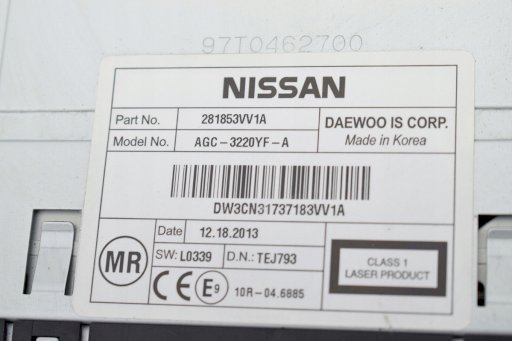 97T0462700
NISSAN
Part No. 281853VV1A
DAEWOO IS CORP.
Model No. AGC-3220YF-A
Made in Korea
DW3CN31737183VV1A
MR
Date 12.18.2013
SW: L0339 D.N.: TEJ793
CE E9 10R-04.6885
CLASS 1
LASER PRODUCT